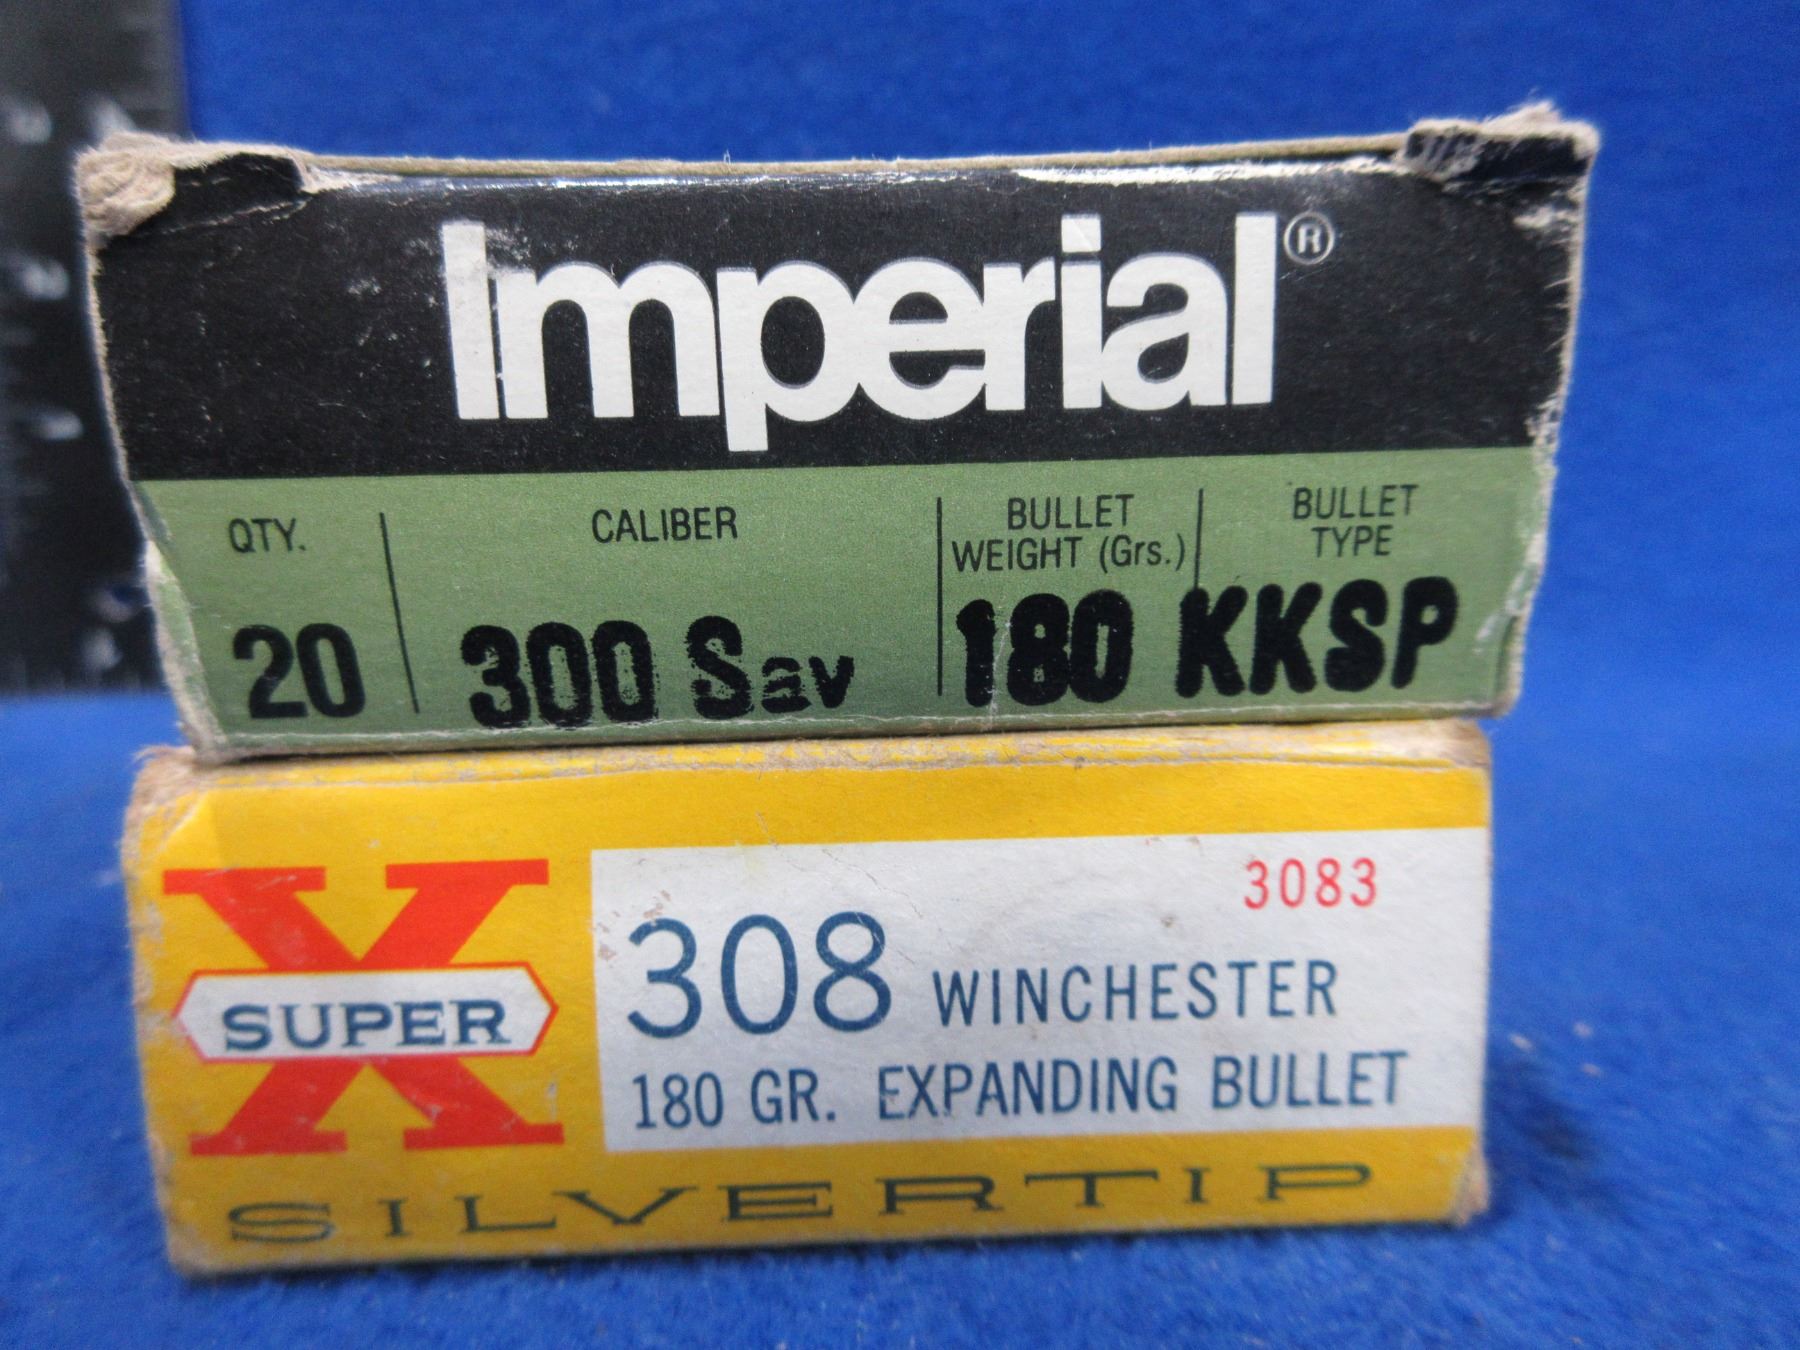 Imperial®
QTY.
CALIBER
BULLET
WEIGHT (Grs.)
BULLET
TYPE
20 300 Sav 180 KKSP
X
SUPER
3083
308 WINCHESTER
180 GR. EXPANDING BULLET
SILVERTIP